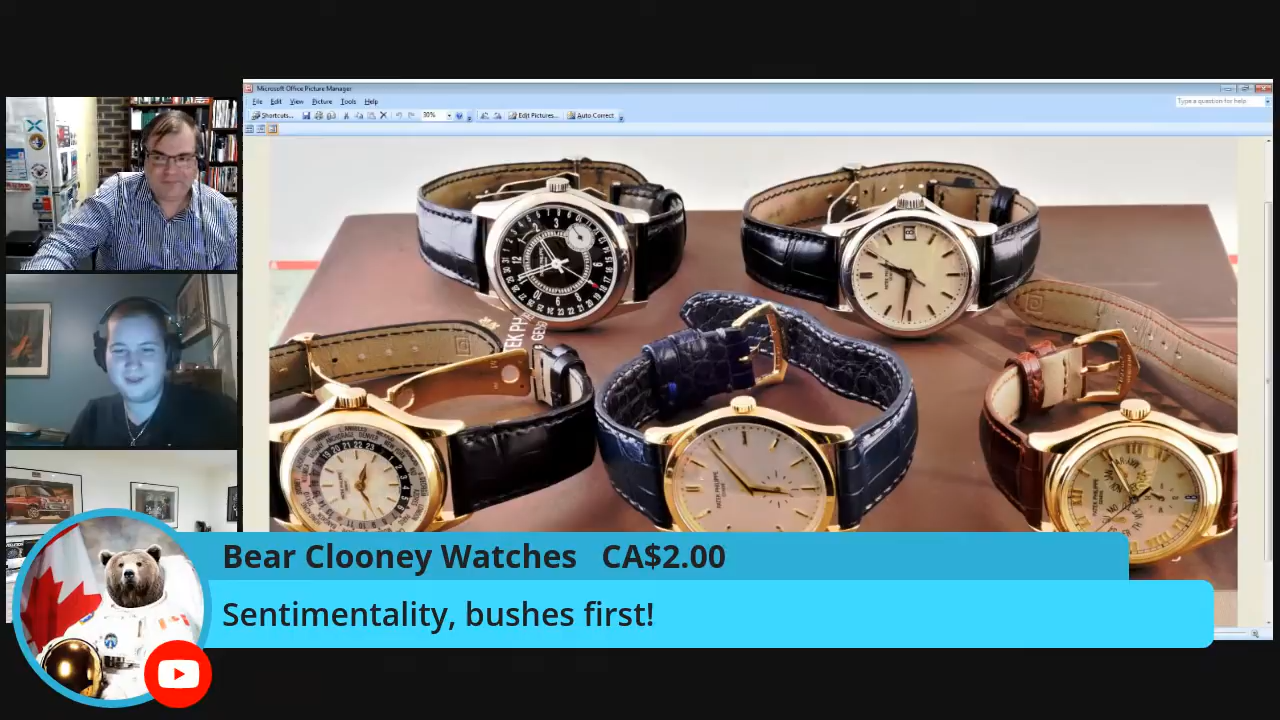 Microsoft Office Picture Manager
File Edit View Picture Tools Help
Type a question for help
Shortcuts... 30% Edit Pictures... Auto Correct
PATEK PHILIPPE
Bear Clooney Watches CA$2.00
Sentimentality, bushes first!